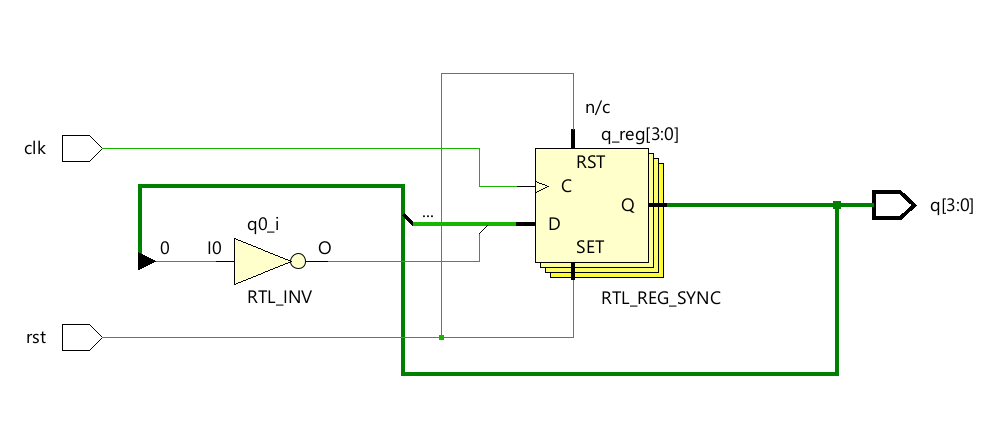 n/c
q_reg[3:0]
clk
RST
C
Q
q[3:0]
...
D
q0_i
0
I0
O
SET
RTL_INV
RTL_REG_SYNC
rst